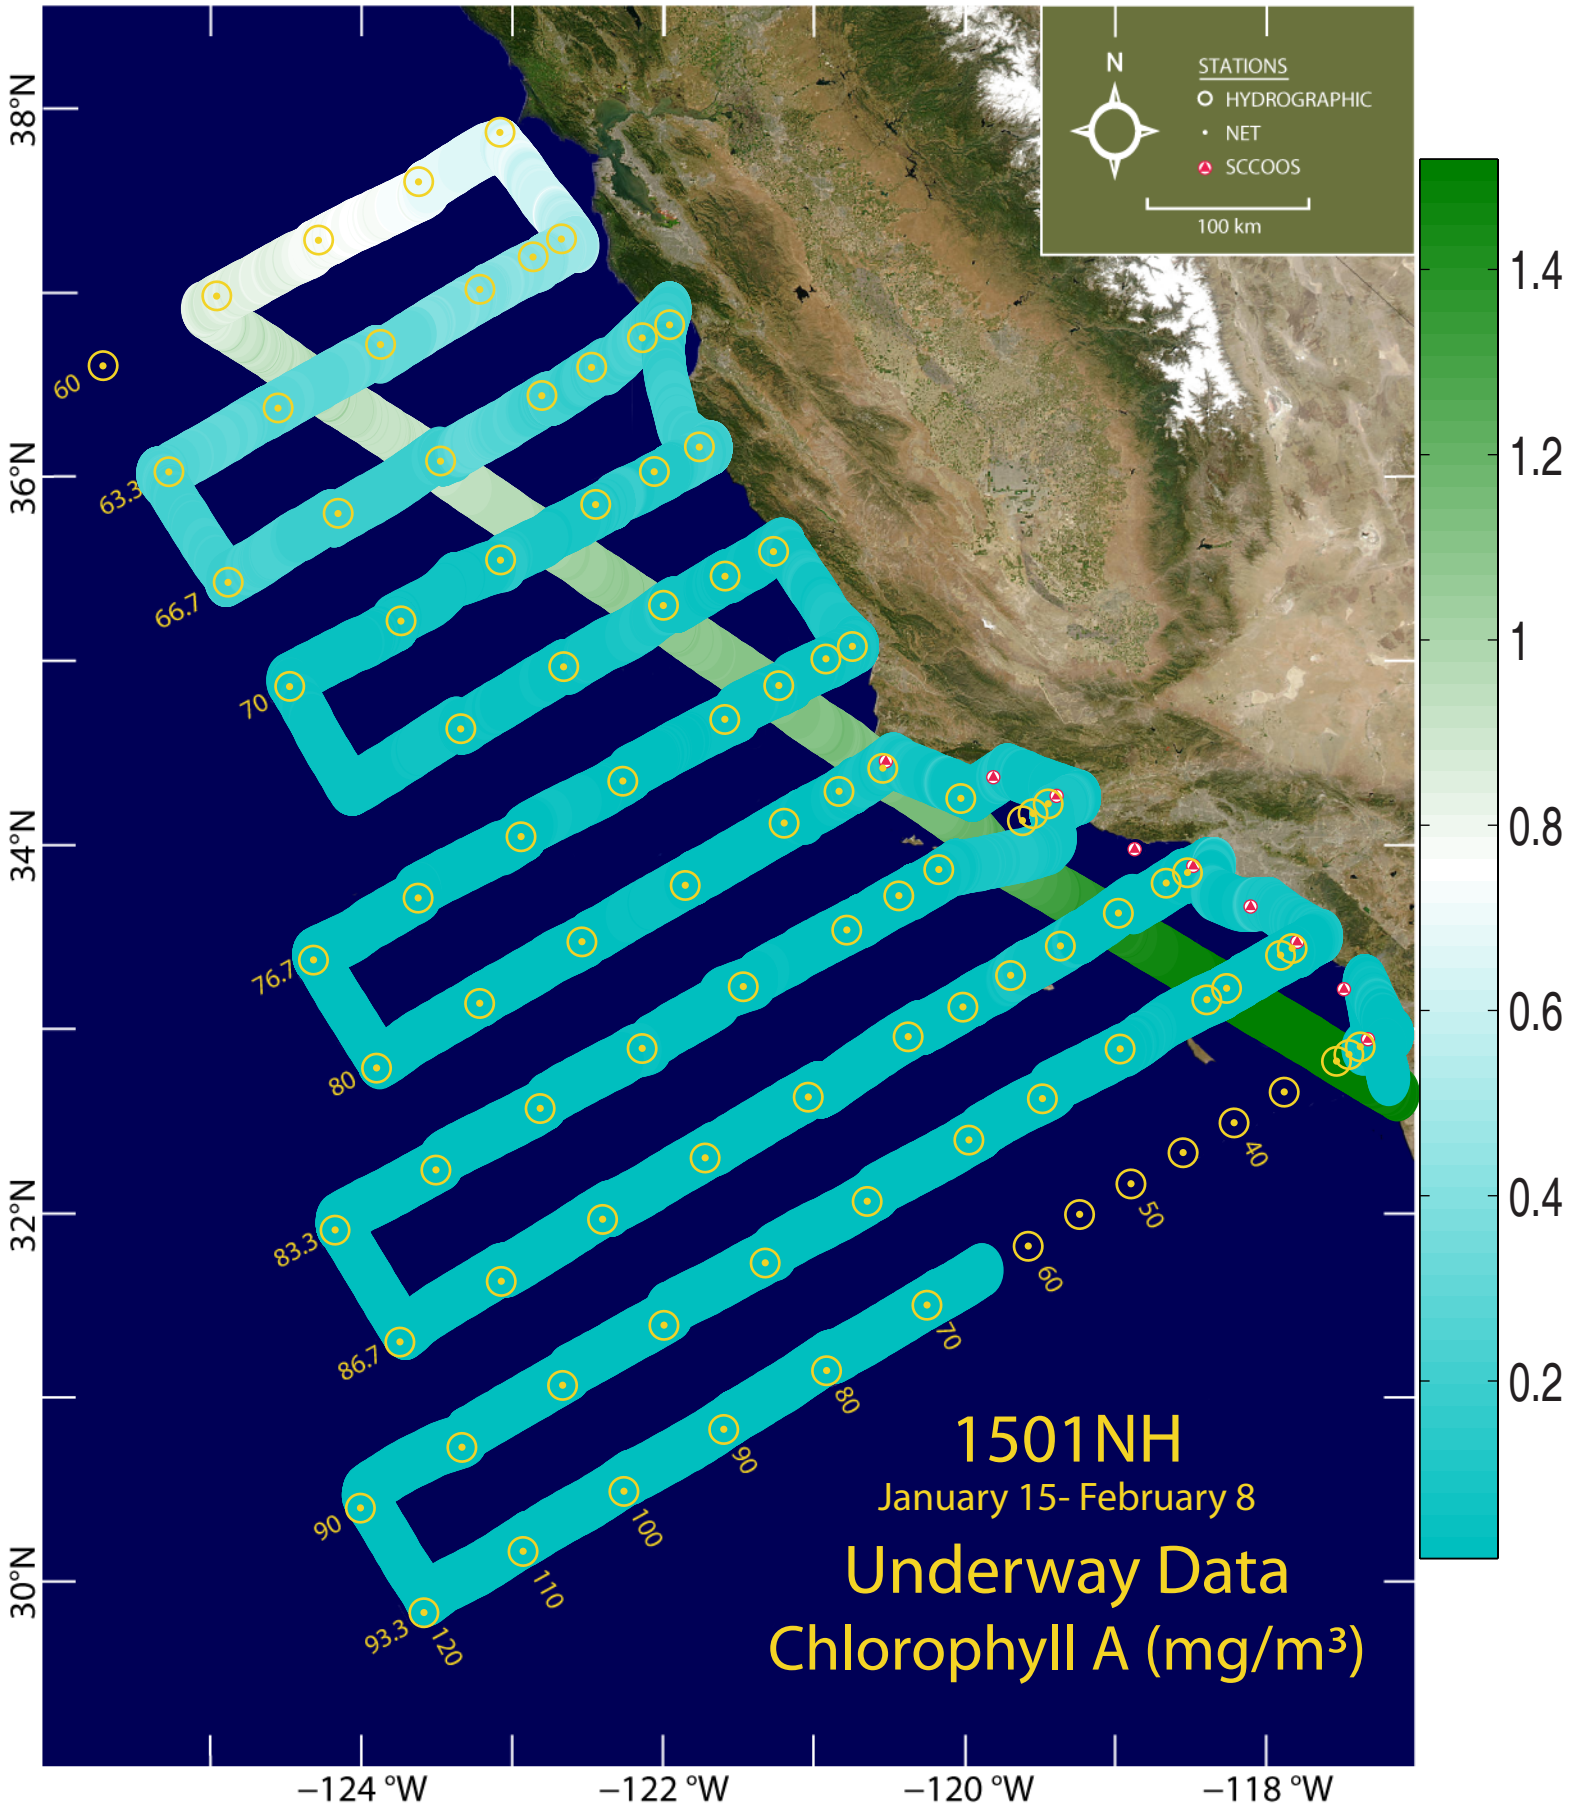 N
STATIONS
HYDROGRAPHIC
NET
SCCOOS
100 km
38°N
36°N
34°N
32°N
30°N
1.4
1.2
1
0.8
0.6
0.4
0.2
60
63.3
66.7
70
76.7
80
83.3
86.7
90
93.3
120
110
100
90
80
70
60
50
40
1501NH
January 15- February 8
Underway Data
Chlorophyll A (mg/m³)
−124 °W
−122 °W
−120 °W
−118 °W